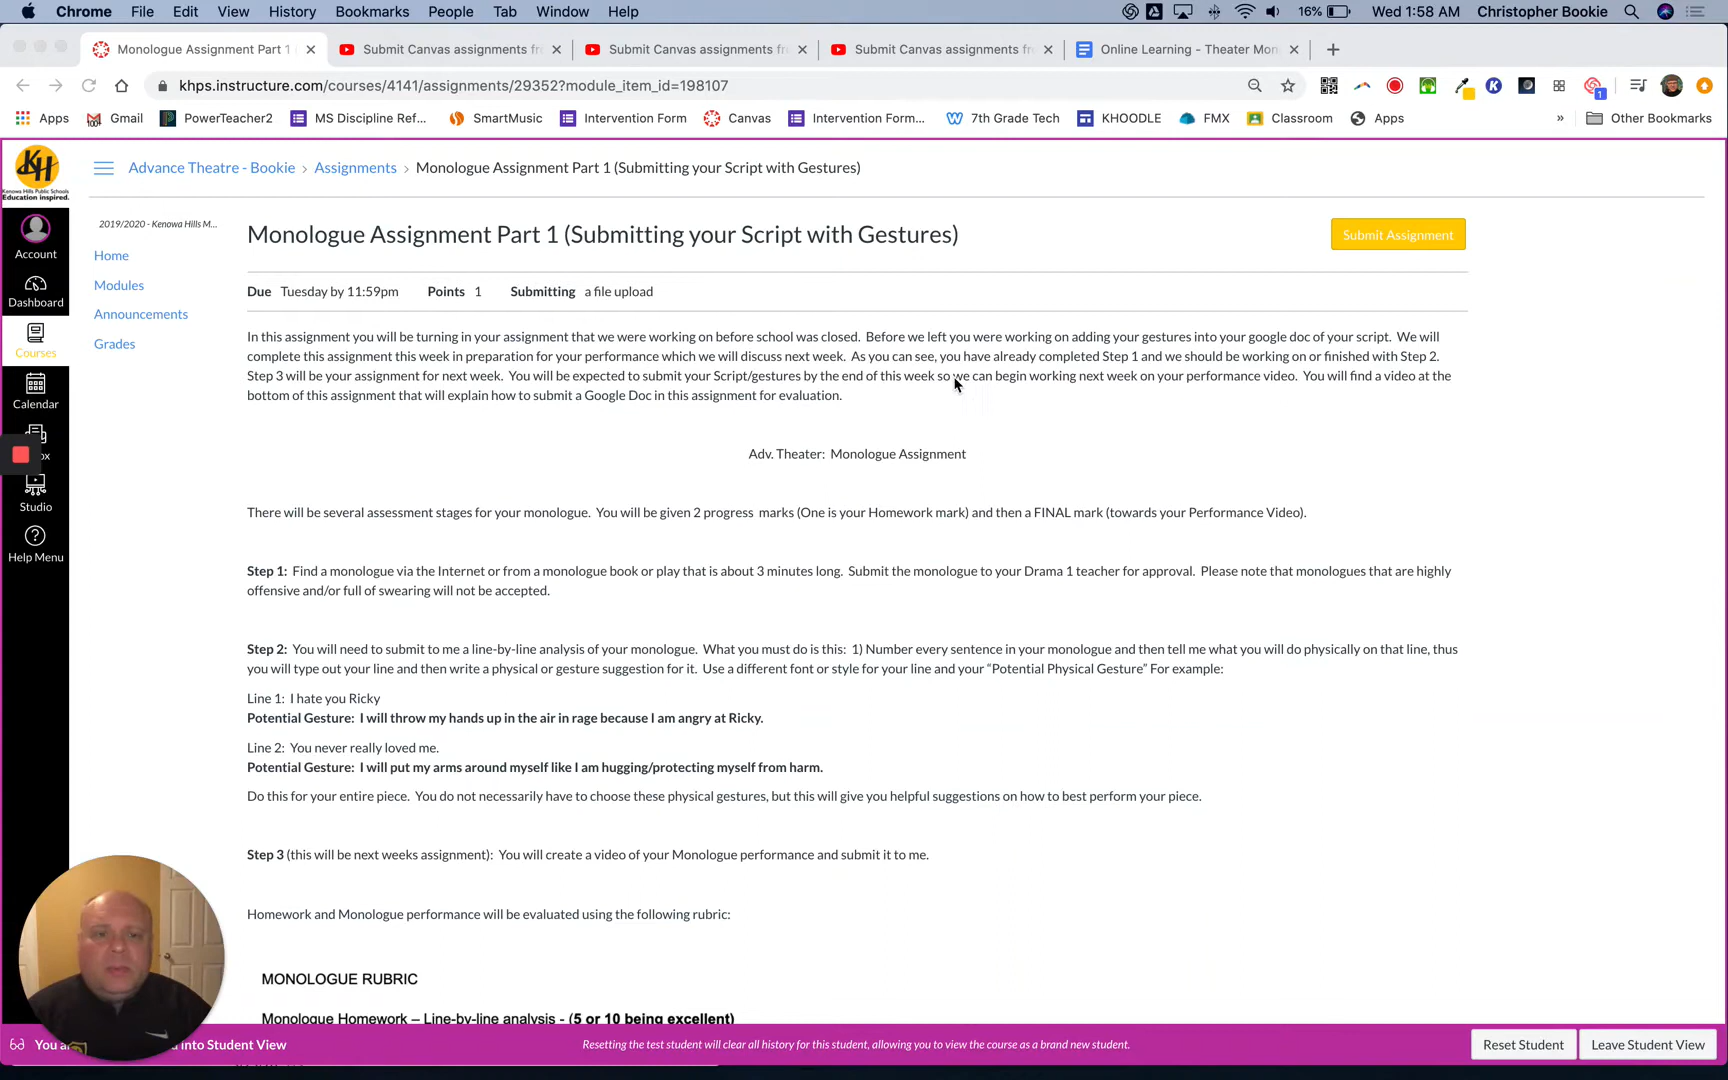 Chrome File Edit View History Bookmarks People Tab Window Help 16% Wed 1:58 AM Christopher Bookie
Monologue Assignment Part 1 Submit Canvas assignments fr Submit Canvas assignments fr Submit Canvas assignments fr Online Learning - Theater Mon
khps.instructure.com/courses/4141/assignments/29352?module_item_id=198107
Apps Gmail PowerTeacher2 MS Discipline Ref... SmartMusic Intervention Form Canvas Intervention Form... 7th Grade Tech KHOODLE FMX Classroom Apps » Other Bookmarks
KH
Kenowa Hills Public Schools
Education inspired.
Advance Theatre - Bookie › Assignments › Monologue Assignment Part 1 (Submitting your Script with Gestures)
2019/2020 - Kenowa Hills M...
Home
Modules
Announcements
Grades
Account
Dashboard
Courses
Calendar
Studio
Help Menu
Monologue Assignment Part 1 (Submitting your Script with Gestures)
Submit Assignment
Due Tuesday by 11:59pm Points 1 Submitting a file upload
In this assignment you will be turning in your assignment that we were working on before school was closed. Before we left you were working on adding your gestures into your google doc of your script. We will
complete this assignment this week in preparation for your performance which we will discuss next week. As you can see, you have already completed Step 1 and we should be working on or finished with Step 2.
Step 3 will be your assignment for next week. You will be expected to submit your Script/gestures by the end of this week so we can begin working next week on your performance video. You will find a video at the
bottom of this assignment that will explain how to submit a Google Doc in this assignment for evaluation.
Adv. Theater: Monologue Assignment
There will be several assessment stages for your monologue. You will be given 2 progress marks (One is your Homework mark) and then a FINAL mark (towards your Performance Video).
Step 1: Find a monologue via the Internet or from a monologue book or play that is about 3 minutes long. Submit the monologue to your Drama 1 teacher for approval. Please note that monologues that are highly
offensive and/or full of swearing will not be accepted.
Step 2: You will need to submit to me a line-by-line analysis of your monologue. What you must do is this: 1) Number every sentence in your monologue and then tell me what you will do physically on that line, thus
you will type out your line and then write a physical or gesture suggestion for it. Use a different font or style for your line and your “Potential Physical Gesture” For example:
Line 1: I hate you Ricky
Potential Gesture: I will throw my hands up in the air in rage because I am angry at Ricky.
Line 2: You never really loved me.
Potential Gesture: I will put my arms around myself like I am hugging/protecting myself from harm.
Do this for your entire piece. You do not necessarily have to choose these physical gestures, but this will give you helpful suggestions on how to best perform your piece.
Step 3 (this will be next weeks assignment): You will create a video of your Monologue performance and submit it to me.
Homework and Monologue performance will be evaluated using the following rubric:
MONOLOGUE RUBRIC
Monologue Homework – Line-by-line analysis - (5 or 10 being excellent)
into Student View
Resetting the test student will clear all history for this student, allowing you to view the course as a brand new student.
Reset Student Leave Student View